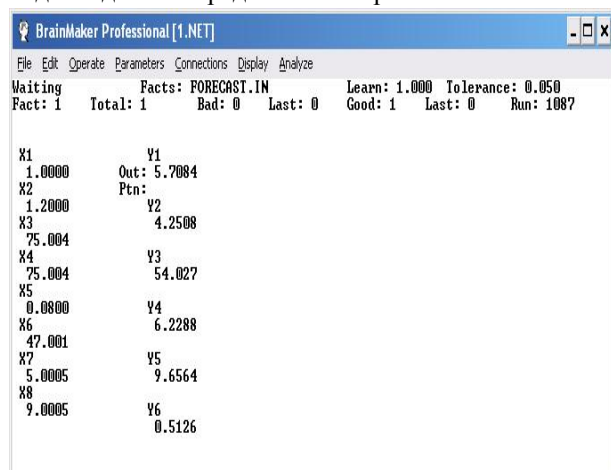 BrainMaker Professional [1.NET]
File Edit Operate Parameters Connections Display Analyze
Waiting Facts: FORECAST.IN Learn: 1.000 Tolerance: 0.050
Fact: 1 Total: 1 Bad: 0 Last: 0 Good: 1 Last: 0 Run: 1087
X1 Y1
1.0000 Out: 5.7084
X2 Ptn:
1.2000 Y2
X3 4.2508
75.004
X4 Y3
75.004 54.027
X5
0.0800 Y4
X6 6.2288
47.001
X7 Y5
5.0005 9.6564
X8
9.0005 Y6
0.5126